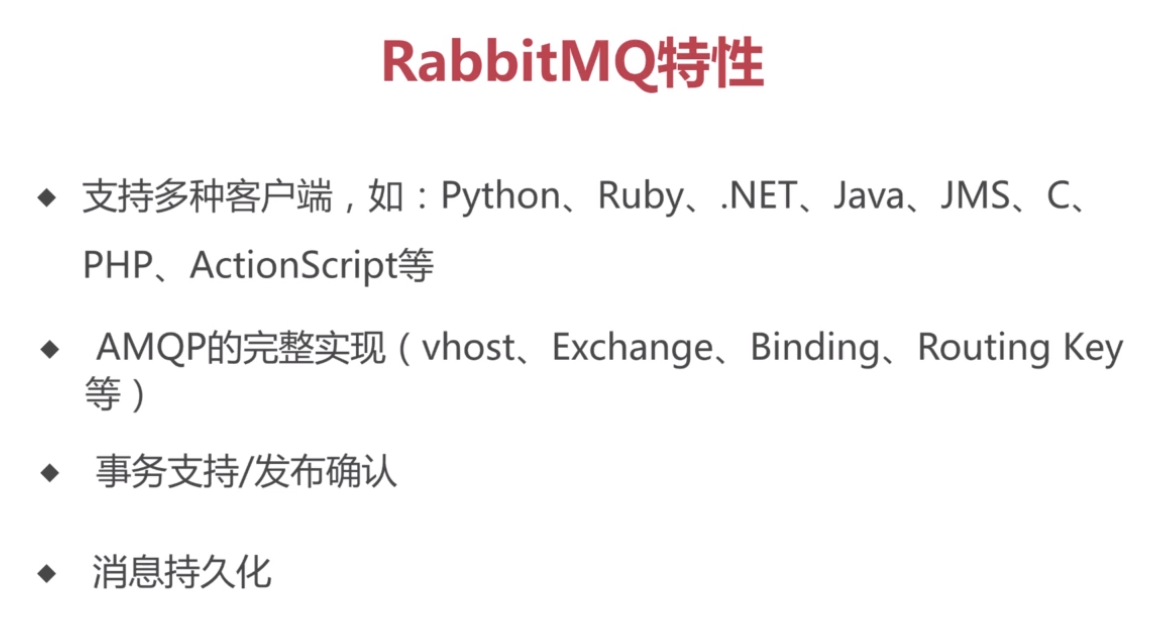 RabbitMQ特性
◆ 支持多种客户端，如：Python、Ruby、.NET、Java、JMS、C、
PHP、ActionScript等
◆ AMQP的完整实现（vhost、Exchange、Binding、Routing Key
等）
◆ 事务支持/发布确认
◆ 消息持久化